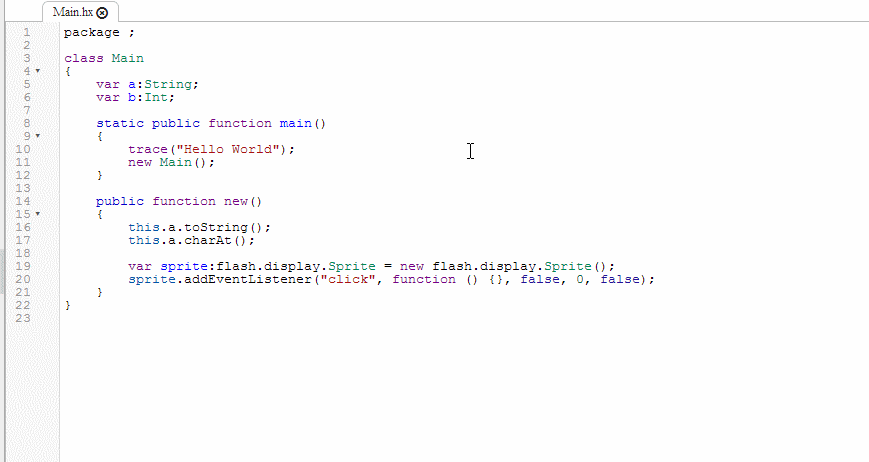 Main.hx
1 package ;
2
3 class Main
4 {
5     var a:String;
6     var b:Int;
7
8     static public function main()
9     {
10         trace("Hello World");
11         new Main();
12     }
13
14     public function new()
15     {
16         this.a.toString();
17         this.a.charAt();
18
19         var sprite:flash.display.Sprite = new flash.display.Sprite();
20         sprite.addEventListener("click", function () {}, false, 0, false);
21     }
22 }
23